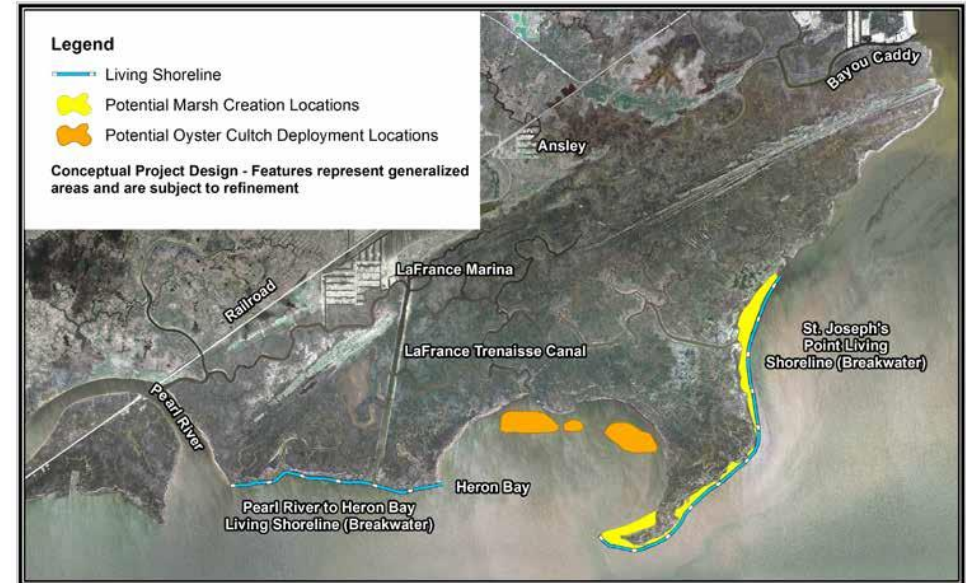 Legend
Living Shoreline
Potential Marsh Creation Locations
Potential Oyster Cultch Deployment Locations
Conceptual Project Design - Features represent generalized
areas and are subject to refinement
Bayou Caddy
Ansley
LaFrance Marina
Railroad
St. Joseph's
Point Living
Shoreline (Breakwater)
LaFrance Trenaisse Canal
Pearl River
Heron Bay
Pearl River to Heron Bay
Living Shoreline (Breakwater)